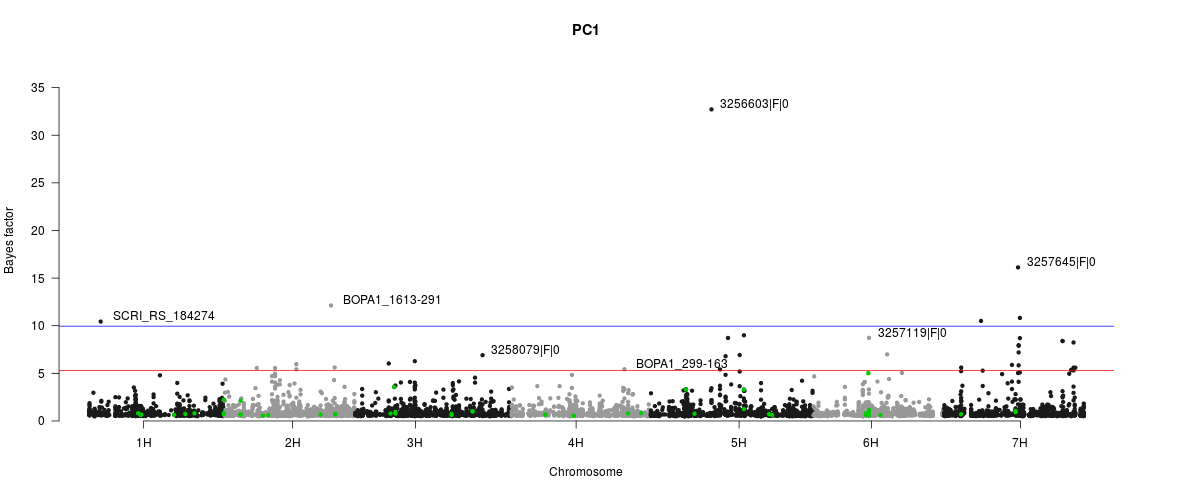 PC1
35
3256603|F|0
30
25
Bayes factor
20
3257645|F|0
15
BOPA1_1613-291
SCRI_RS_184274
10
3257119|F|0
3258079|F|0
BOPA1_299-163
5
0
1H 2H 3H 4H 5H 6H 7H
Chromosome